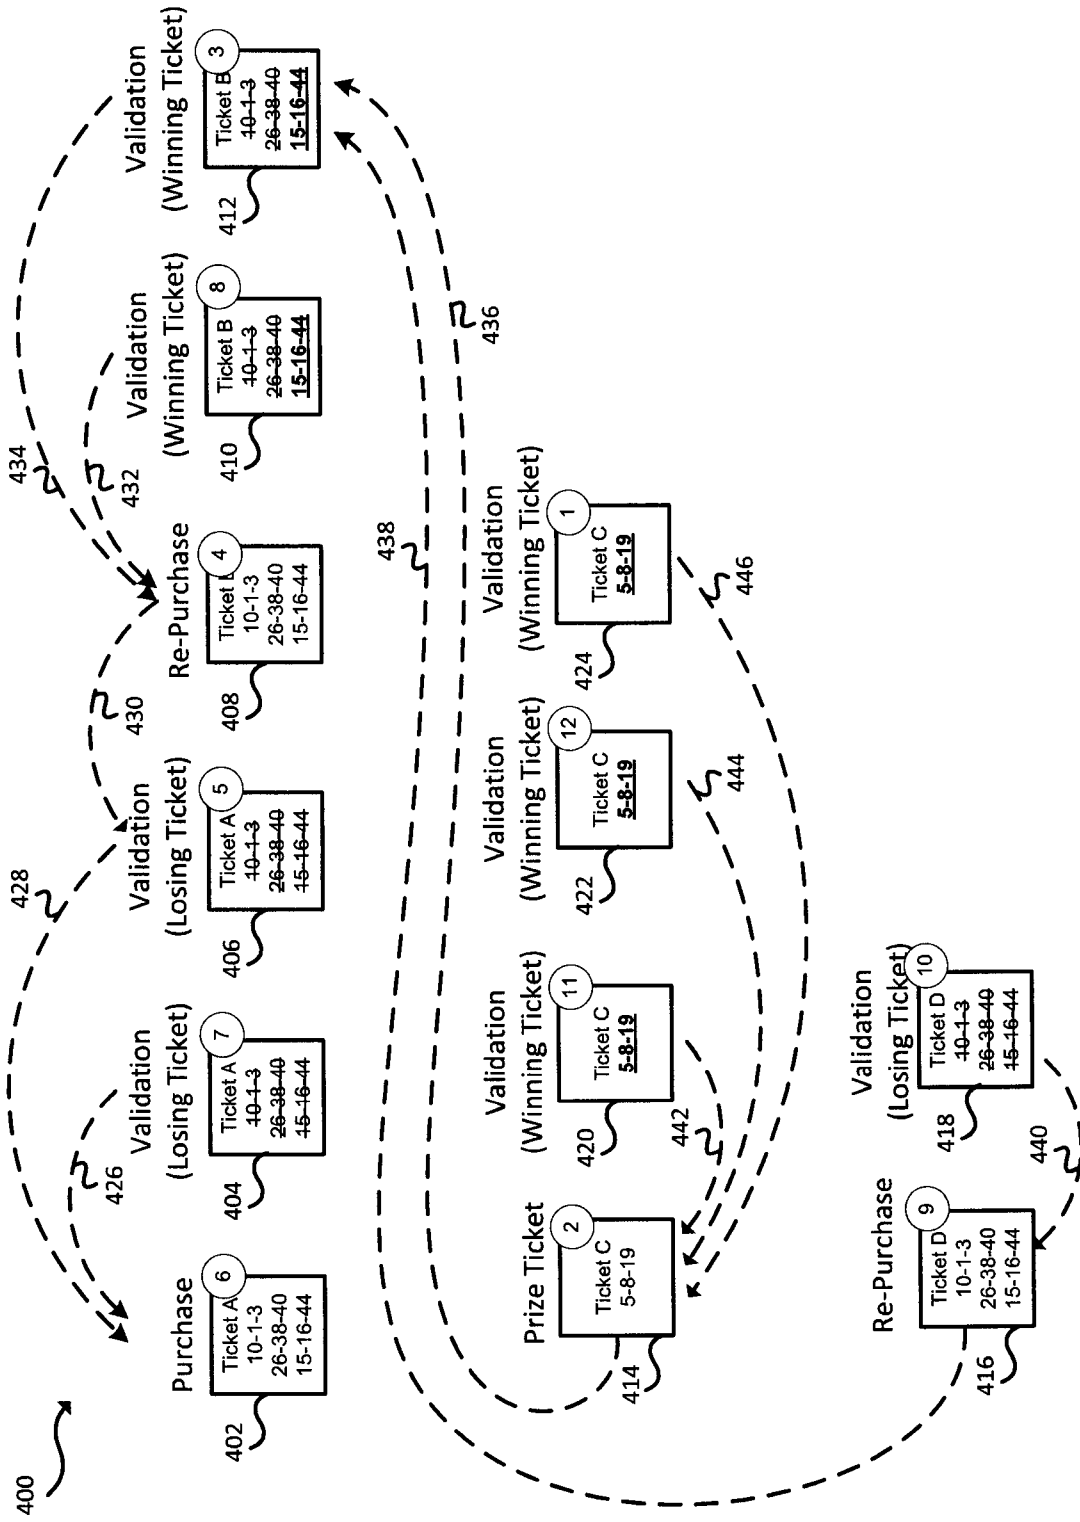 400
428
434
426
430
432
Purchase
6
Ticket A
10-1-3
26-38-40
15-16-44
402
Validation
(Losing Ticket)
7
Ticket A
10-1-3
26-38-40
15-16-44
404
Validation
(Losing Ticket)
5
Ticket A
10-1-3
26-38-40
15-16-44
406
Re-Purchase
4
Ticket
10-1-3
26-38-40
15-16-44
408
Validation
(Winning Ticket)
8
Ticket B
10-1-3
26-38-40
15-16-44
410
Validation
(Winning Ticket)
3
Ticket B
10-1-3
26-38-40
15-16-44
412
438
436
Prize Ticket
2
Ticket C
5-8-19
414
Validation
(Winning Ticket)
11
Ticket C
5-8-19
420
442
Validation
(Winning Ticket)
12
Ticket C
5-8-19
422
444
Validation
(Winning Ticket)
1
Ticket C
5-8-19
424
446
Re-Purchase
9
Ticket D
10-1-3
26-38-40
15-16-44
416
Validation
(Losing Ticket)
10
Ticket D
10-1-3
26-38-40
15-16-44
418
440